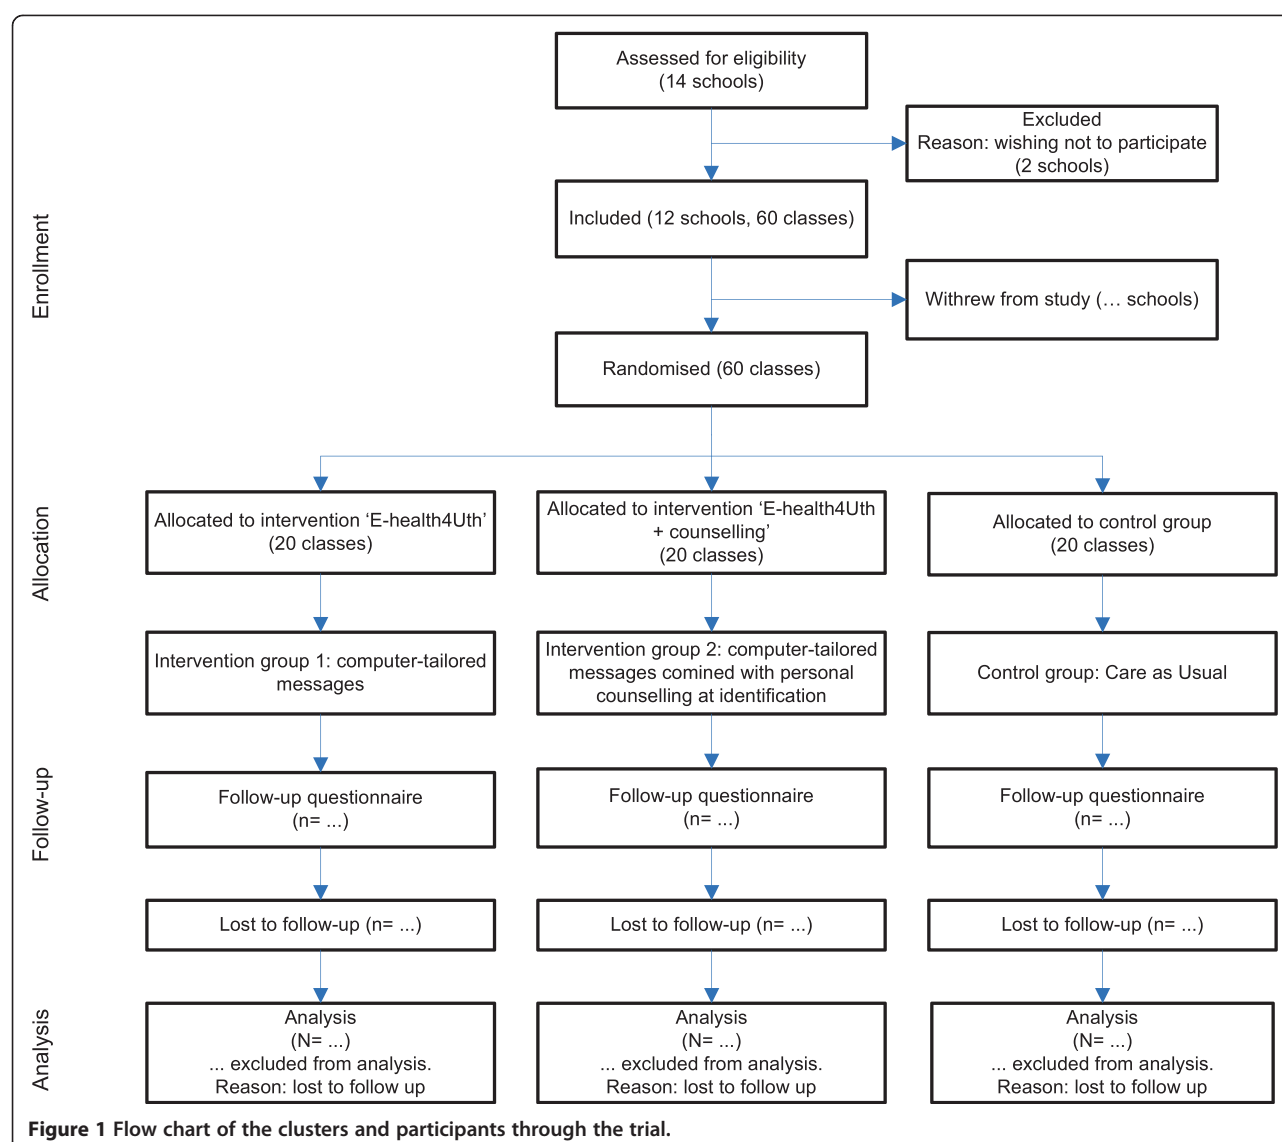 Assessed for eligibility
(14 schools)
Excluded
Reason: wishing not to participate
(2 schools)
Enrollment
Included (12 schools, 60 classes)
Withrew from study (… schools)
Randomised (60 classes)
Allocation
Allocated to intervention ‘E-health4Uth’
(20 classes)
Allocated to intervention ‘E-health4Uth
+ counselling’
(20 classes)
Allocated to control group
(20 classes)
Intervention group 1: computer-tailored
messages
Intervention group 2: computer-tailored
messages comined with personal
counselling at identification
Control group: Care as Usual
Follow-up
Follow-up questionnaire
(n= ...)
Follow-up questionnaire
(n= ...)
Follow-up questionnaire
(n= ...)
Lost to follow-up (n= ...)
Lost to follow-up (n= ...)
Lost to follow-up (n= ...)
Analysis
Analysis
(N= ...)
... excluded from analysis.
Reason: lost to follow up
Analysis
(N= ...)
... excluded from analysis.
Reason: lost to follow up
Analysis
(N= ...)
... excluded from analysis.
Reason: lost to follow up
Figure 1 Flow chart of the clusters and participants through the trial.